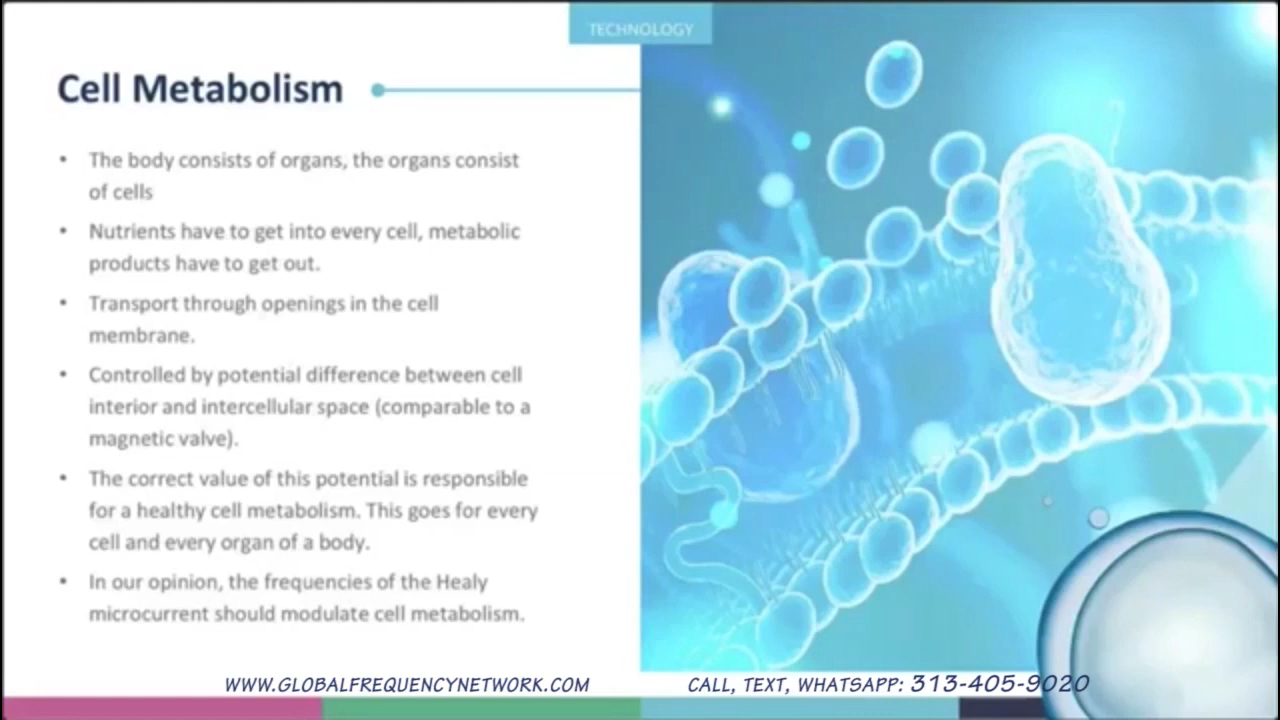 TECHNOLOGY
Cell Metabolism
• The body consists of organs, the organs consist
of cells
• Nutrients have to get into every cell, metabolic
products have to get out.
• Transport through openings in the cell
membrane.
• Controlled by potential difference between cell
interior and intercellular space (comparable to a
magnetic valve).
• The correct value of this potential is responsible
for a healthy cell metabolism. This goes for every
cell and every organ of a body.
• In our opinion, the frequencies of the Healy
microcurrent should modulate cell metabolism.
WWW.GLOBALFREQUENCYNETWORK.COM
CALL, TEXT, WHATSAPP: 313-405-9020